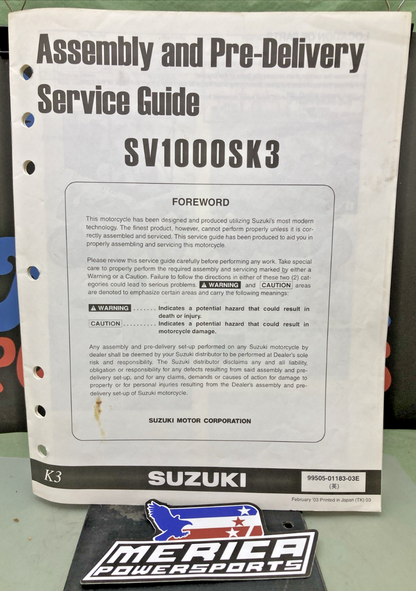 Assembly and Pre-Delivery
Service Guide
SV1000SK3
FOREWORD
This motorcycle has been designed and produced utilizing Suzuki's most modern
technology. The finest product, however, cannot perform properly unless it is cor-
rectly assembled and serviced. This service guide has been produced to aid you in
properly assembling and servicing this motorcycle.
Please review this service guide carefully before performing any work. Take special
care to properly perform the required assembly and servicing marked by either a
Warning or a Caution. Failure to follow the directions in either of these two (2) cat-
egories could lead to serious problems. ⚠ WARNING and CAUTION areas
are denoted to emphasize certain areas and carry the following meanings:
⚠ WARNING ....... Indicates a potential hazard that could result in
death or injury.
CAUTION .......... Indicates a potential hazard that could result in
motorcycle damage.
Any assembly and pre-delivery set-up performed on any Suzuki motorcycle by
dealer shall be deemed by your Suzuki distributor to be performed at Dealer's sole
risk and responsibility. The Suzuki distributor disclaims any and all liability,
obligation or responsibility for any defects resulting from said assembly and pre-
delivery set-up, and for any claims, demands or causes of action for damage to
property or for personal injuries resulting from the Dealer's assembly and pre-
delivery set-up of Suzuki motorcycle.
SUZUKI MOTOR CORPORATION
K3
SUZUKI
99505-01183-03E
(英)
February '03 Printed in Japan (TK) 03
MERICA
POWERSPORTS